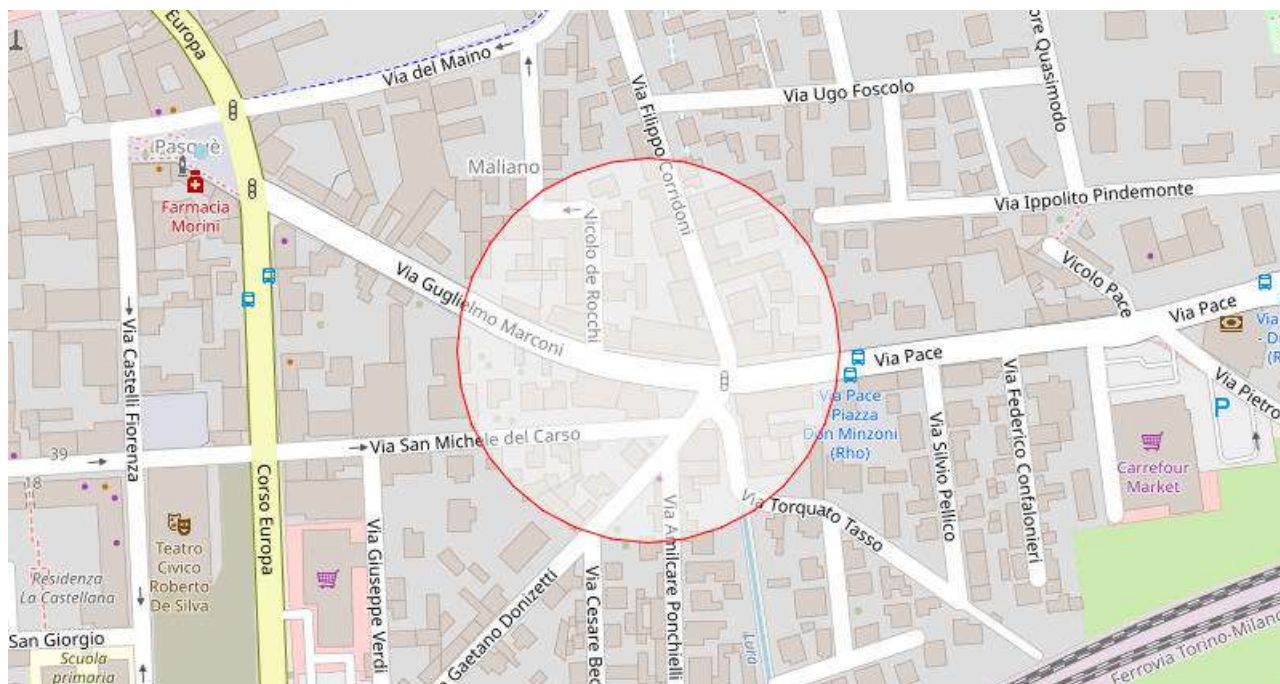 Europa
Via del Maino
Via Filippo Corridoni
Via Ugo Foscolo
ore Quasimodo
Pasquè
Maliano
Farmacia
Morini
Via Ippolito Pindemonte
Vicolo de Rocchi
Vicolo Pace
Via Guglielmo Marconi
Via Pace
Via Pace
Via
- D
(R
Via Castelli Fiorenza
Via Pace
Piazza
Don Minzoni
(Rho)
Via Pietro
P
Via Federico Confalonieri
Via Silvio Pellico
Via San Michele del Carso
39
18
Corso Europa
Carrefour
Market
Via Torquato Tasso
Via Amilcare Ponchielli
Via Giuseppe Verdi
Teatro
Civico
Roberto
De Silva
Residenza
La Castellana
a Gaetano Donizetti
Via Cesare Bec
Lura
San Giorgio
Scuola
primaria
Ferrovia Torino-Milano